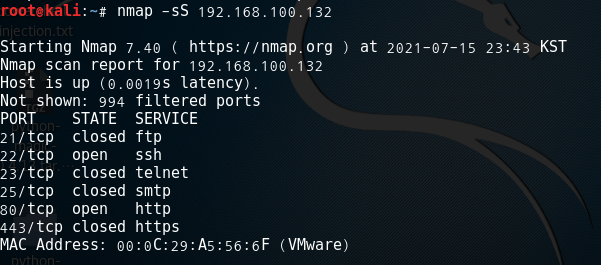 root@kali:~# nmap -sS 192.168.100.132
injection.txt
Starting Nmap 7.40 ( https://nmap.org ) at 2021-07-15 23:43 KST
Nmap scan report for 192.168.100.132
Host is up (0.0019s latency).
Not shown: 994 filtered ports
PORT STATE SERVICE
21/tcp closed ftp
python-
22/tcp open ssh
23/tcp closed telnet
25/tcp closed smtp
80/tcp open http
443/tcp closed https
MAC Address: 00:0C:29:A5:56:6F (VMware)
python-